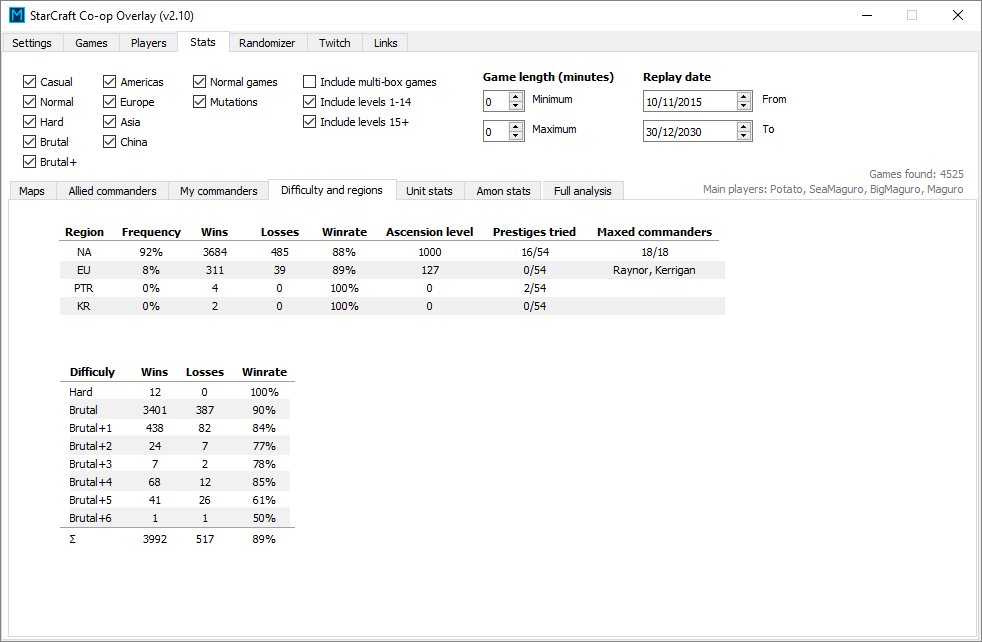 StarCraft Co-op Overlay (v2.10)
Settings Games Players Stats Randomizer Twitch Links
Casual Americas Normal games Include multi-box games Game length (minutes) Replay date
Normal Europe Mutations Include levels 1-14 0 Minimum 10/11/2015 From
Hard Asia Include levels 15+
Brutal China 0 Maximum 30/12/2030 To
Brutal+
Games found: 4525
Maps Allied commanders My commanders Difficulty and regions Unit stats Amon stats Full analysis Main players: Potato, SeaMaguro, BigMaguro, Maguro
Region Frequency Wins Losses Winrate Ascension level Prestiges tried Maxed commanders
NA 92% 3684 485 88% 1000 16/54 18/18
EU 8% 311 39 89% 127 0/54 Raynor, Kerrigan
PTR 0% 4 0 100% 0 2/54
KR 0% 2 0 100% 0 0/54
Difficuly Wins Losses Winrate
Hard 12 0 100%
Brutal 3401 387 90%
Brutal+1 438 82 84%
Brutal+2 24 7 77%
Brutal+3 7 2 78%
Brutal+4 68 12 85%
Brutal+5 41 26 61%
Brutal+6 1 1 50%
Σ 3992 517 89%